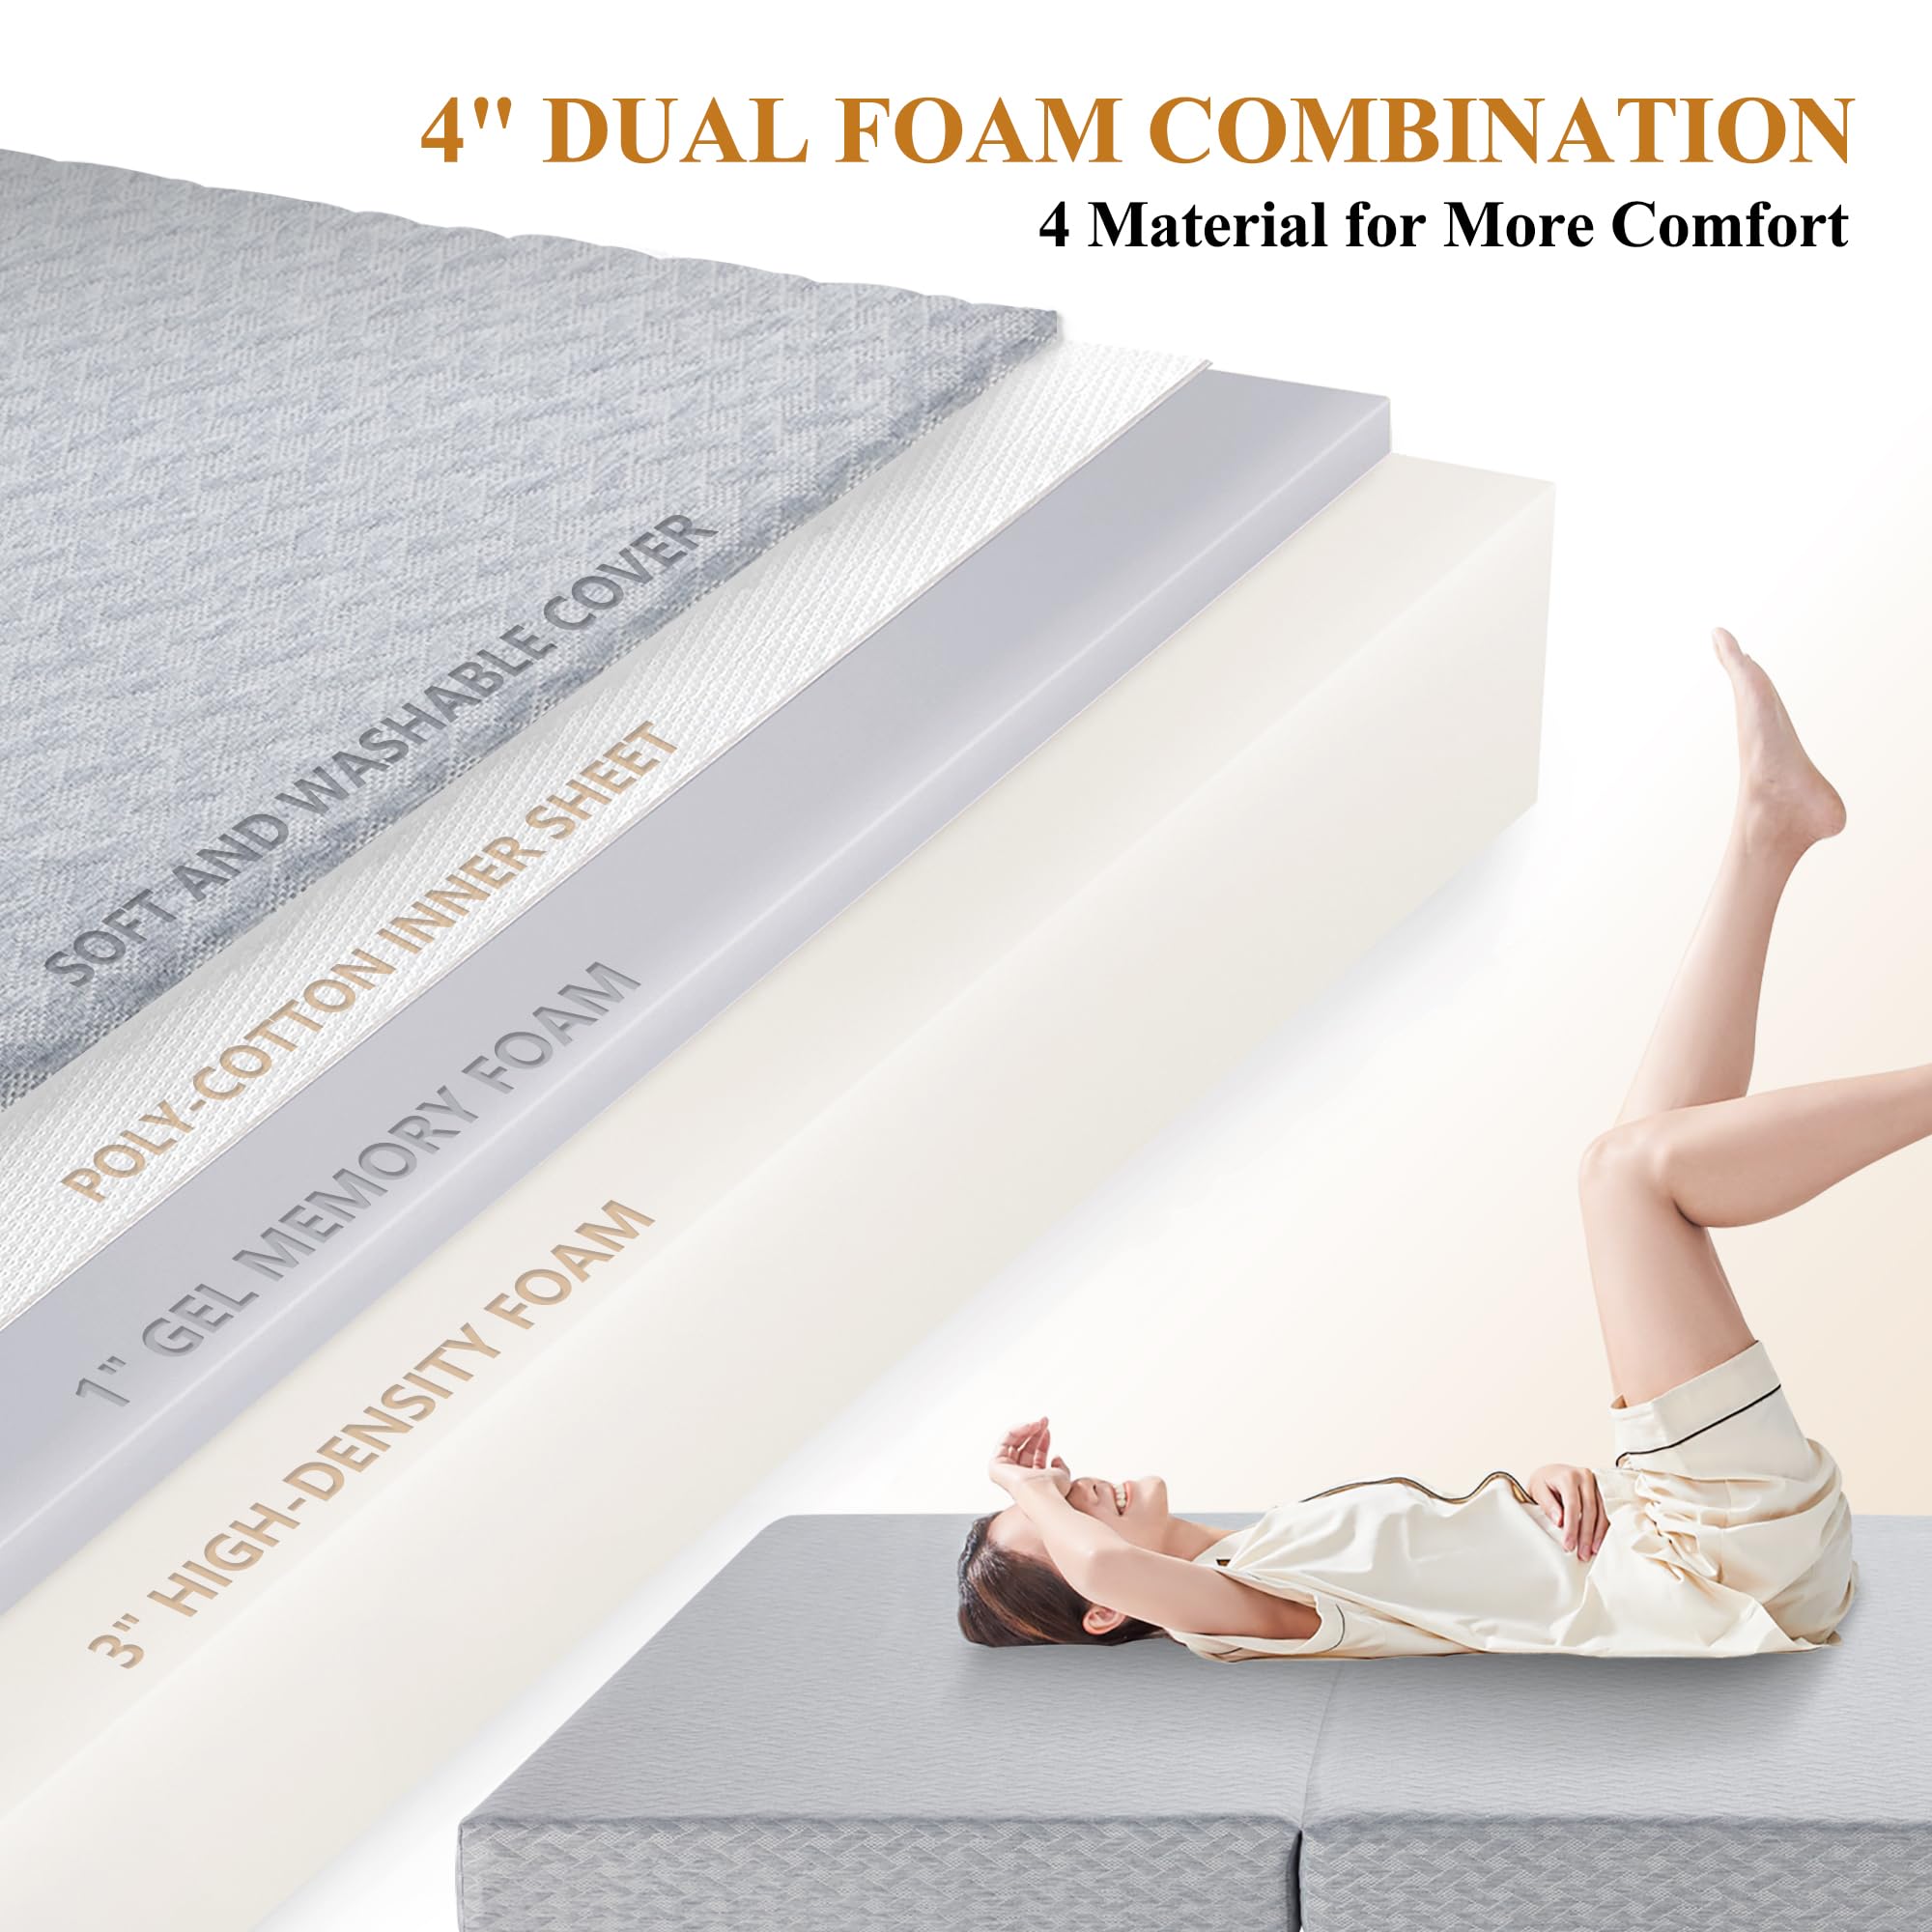 4" DUAL FOAM COMBINATION
4 Material for More Comfort
SOFT AND WASHABLE COVER
POLY-COTTON INNER SHEET
1" GEL MEMORY FOAM
3" HIGH-DENSITY FOAM